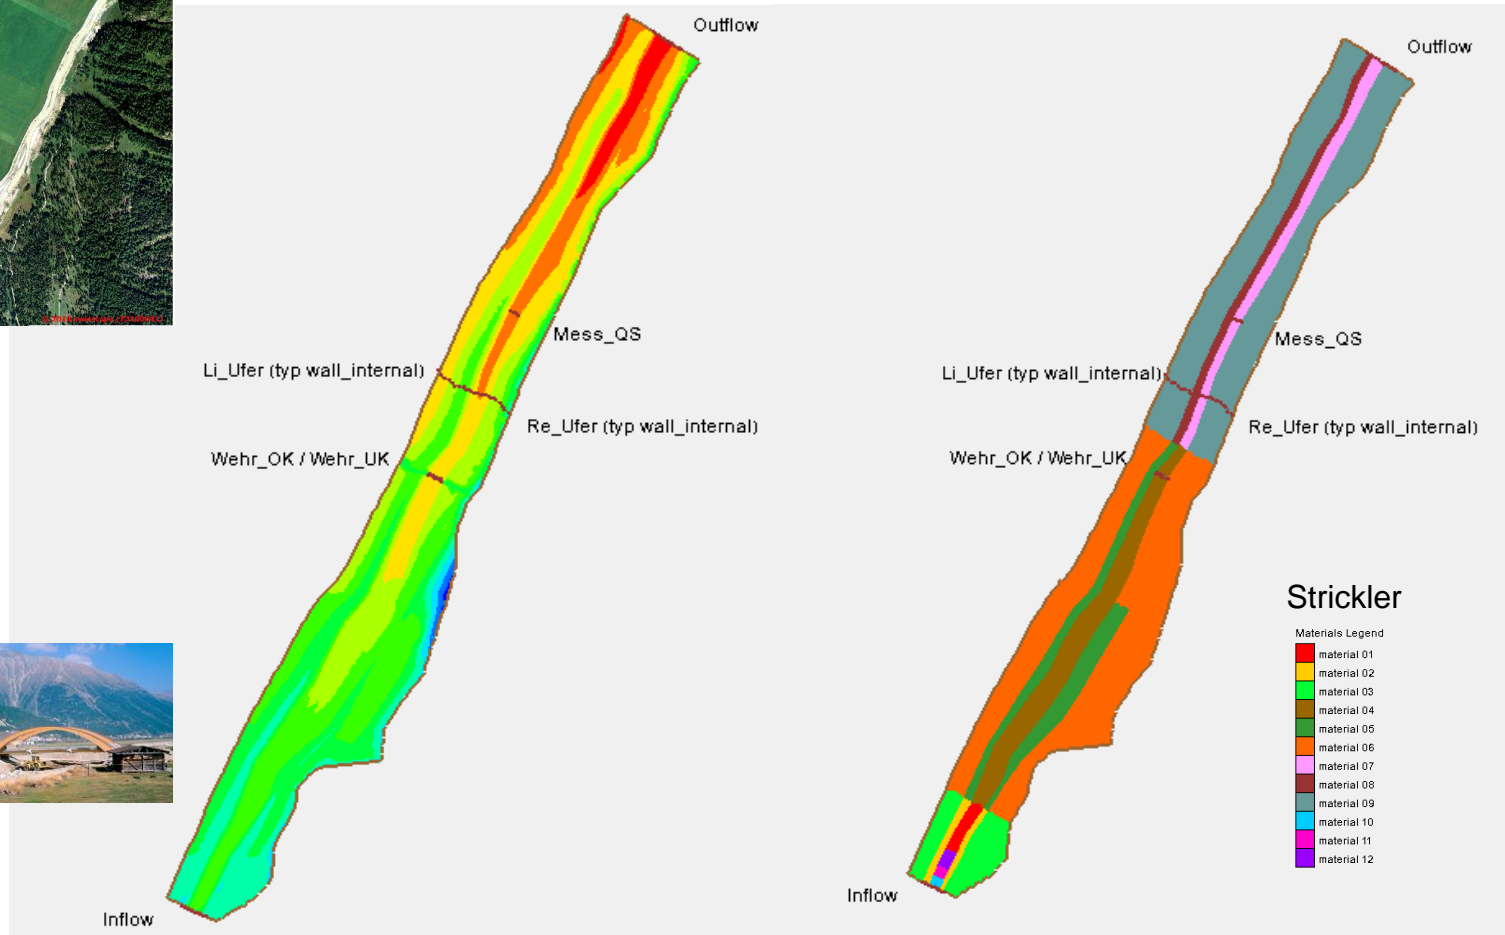 Outflow
Mess_QS
Li_Ufer (typ wall_internal)
Re_Ufer (typ wall_internal)
Wehr_OK / Wehr_UK
Inflow
Outflow
Mess_QS
Li_Ufer (typ wall_internal)
Re_Ufer (typ wall_internal)
Wehr_OK / Wehr_UK
Inflow
Strickler
Materials Legend
material 01
material 02
material 03
material 04
material 05
material 06
material 07
material 08
material 09
material 10
material 11
material 12